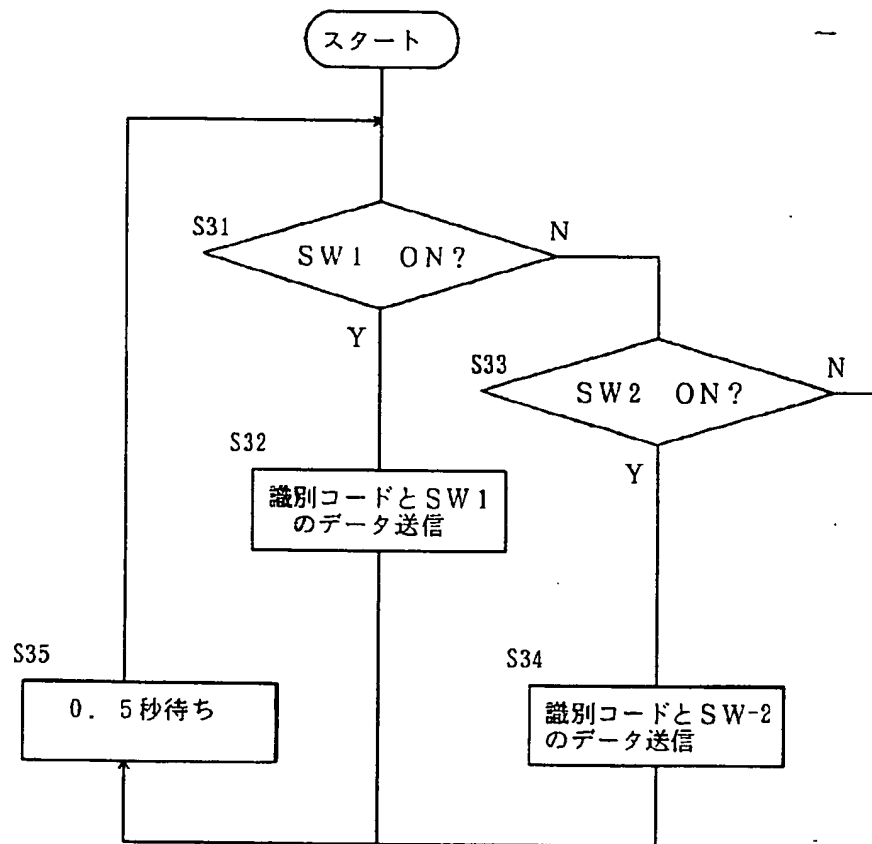 スタート
S31
SW1 ON?
N
Y
S33
SW2 ON?
N
Y
S32
識別コードとSW1
のデータ送信
S35
0.5秒待ち
S34
識別コードとSW-2
のデータ送信